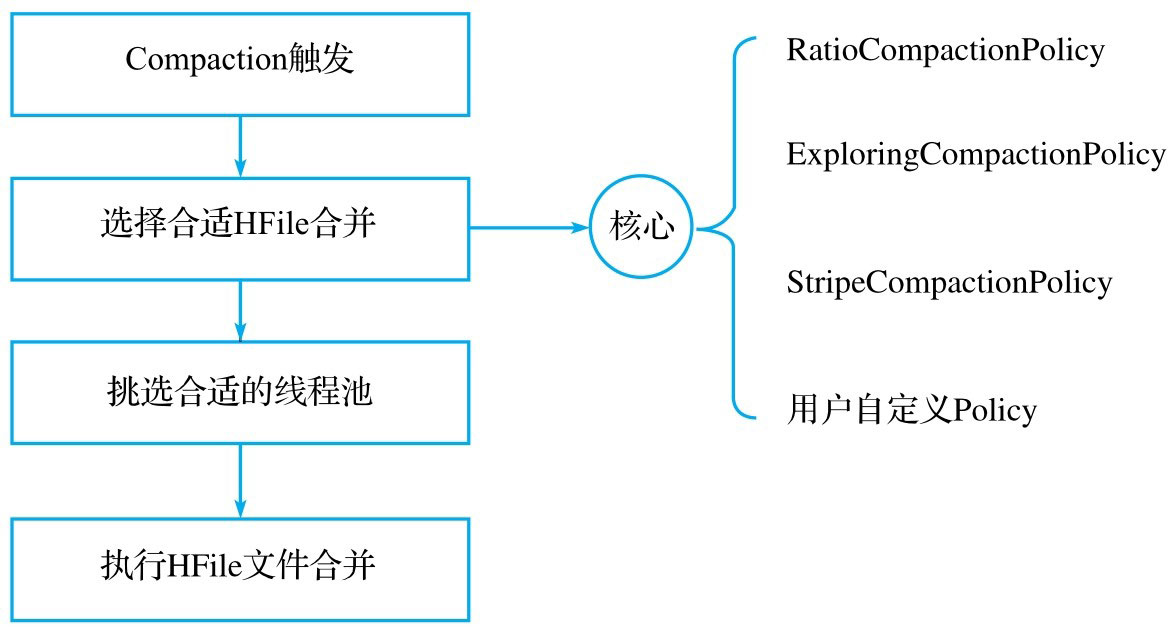 Compaction触发
选择合适HFile合并
挑选合适的线程池
执行HFile文件合并
核心
RatioCompactionPolicy
ExploringCompactionPolicy
StripeCompactionPolicy
用户自定义Policy